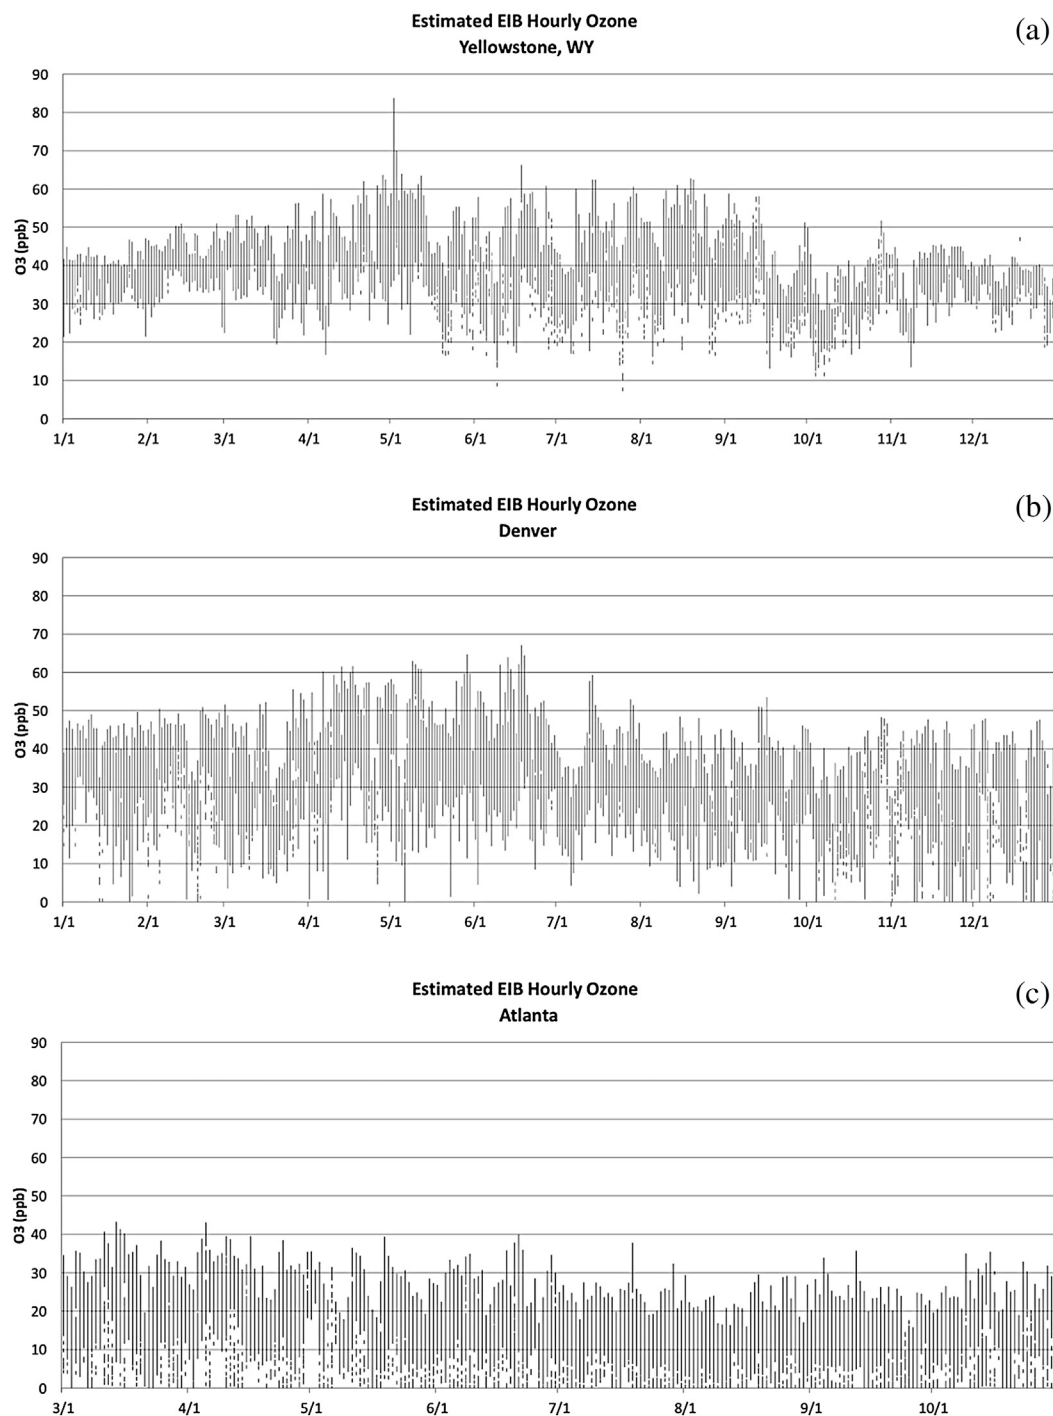 Estimated EIB Hourly Ozone
Yellowstone, WY
(a)
90
80
70
60
50
40
30
20
10
0
O3 (ppb)
1/1 2/1 3/1 4/1 5/1 6/1 7/1 8/1 9/1 10/1 11/1 12/1
Estimated EIB Hourly Ozone
Denver
(b)
90
80
70
60
50
40
30
20
10
0
O3 (ppb)
1/1 2/1 3/1 4/1 5/1 6/1 7/1 8/1 9/1 10/1 11/1 12/1
Estimated EIB Hourly Ozone
Atlanta
(c)
90
80
70
60
50
40
30
20
10
0
O3 (ppb)
3/1 4/1 5/1 6/1 7/1 8/1 9/1 10/1